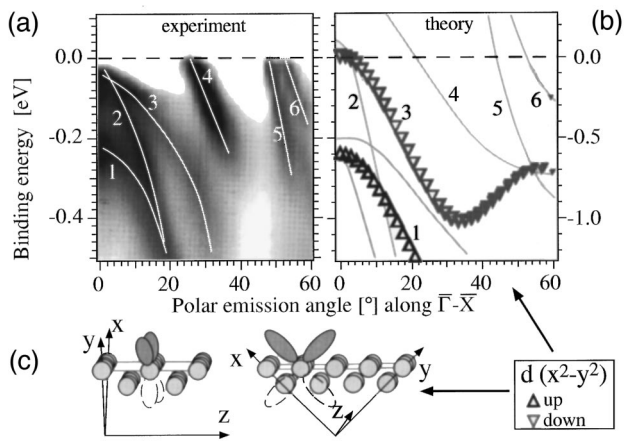 (a)
experiment
theory
(b)
0.0
-0.2
-0.4
Binding energy [eV]
1
2
3
4
5
6
0.0
-0.5
-1.0
1
2
3
4
5
6
0 20 40 60
0 20 40 60
Polar emission angle [°] along Γ̅-X̅
(c)
y
x
z
x
y
z
d (x²-y²)
△ up
▽ down